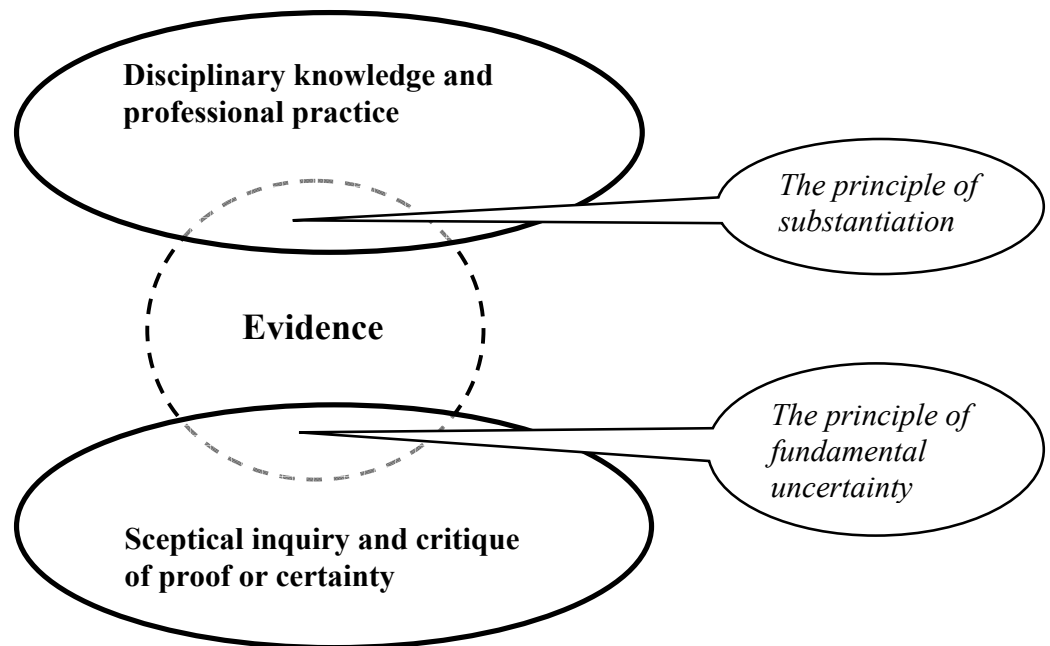 Disciplinary knowledge and
professional practice
The principle of
substantiation
Evidence
The principle of
fundamental
uncertainty
Sceptical inquiry and critique
of proof or certainty